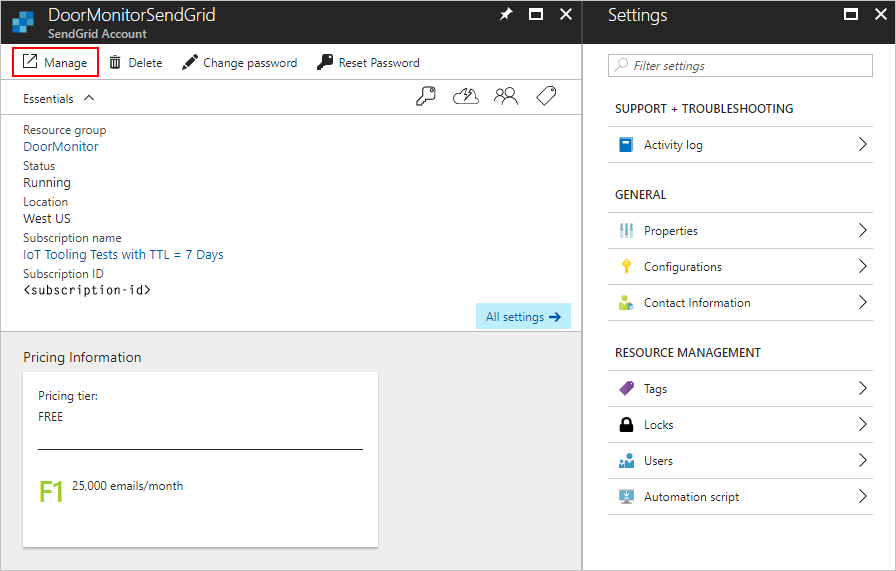 DoorMonitorSendGrid
SendGrid Account
Manage
Delete
Change password
Reset Password
Essentials
Resource group
DoorMonitor
Status
Running
Location
West US
Subscription name
IoT Tooling Tests with TTL = 7 Days
Subscription ID
<subscription-id>
All settings
Pricing Information
Pricing tier:
FREE
F1 25,000 emails/month
Settings
Filter settings
SUPPORT + TROUBLESHOOTING
Activity log
GENERAL
Properties
Configurations
Contact Information
RESOURCE MANAGEMENT
Tags
Locks
Users
Automation script